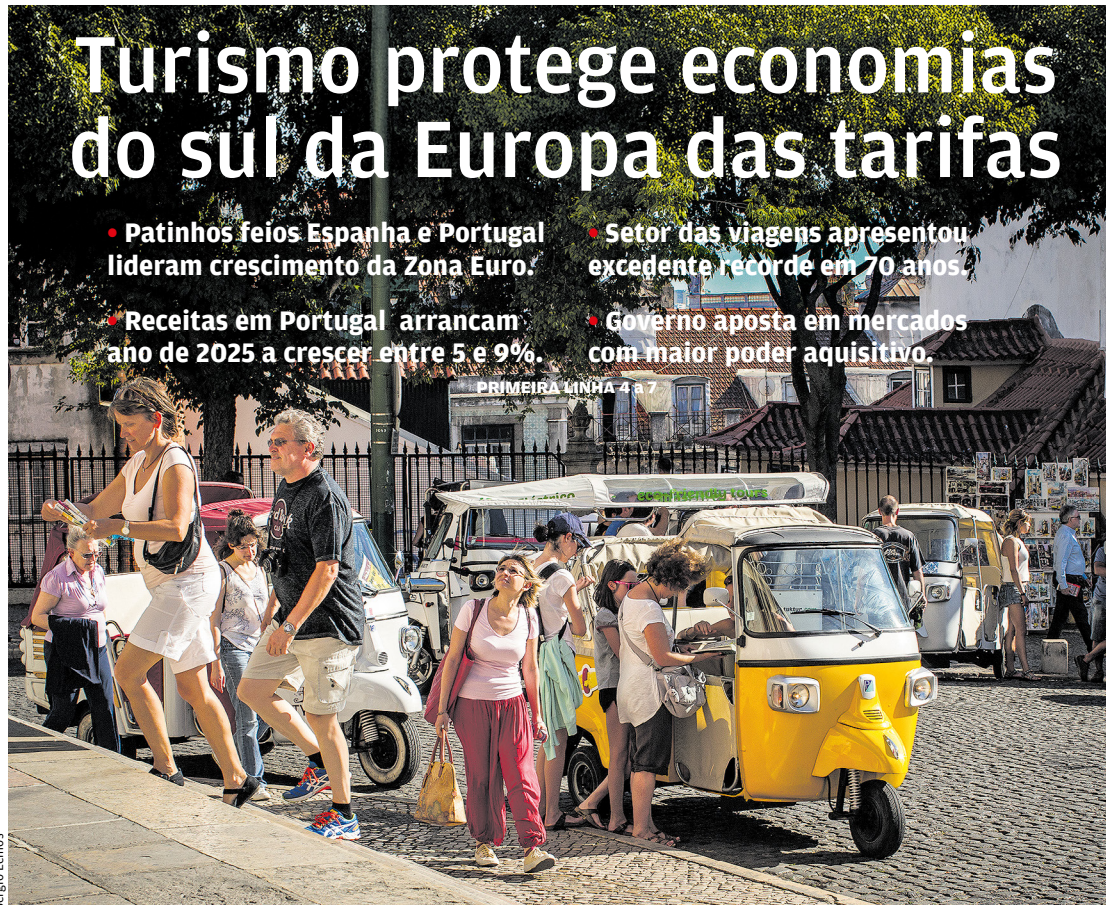 Turismo protege economias
do sul da Europa das tarifas
• Patinhos feios Espanha e Portugal
lideram crescimento da Zona Euro.
• Receitas em Portugal arrancam
ano de 2025 a crescer entre 5 e 9%.
• Setor das viagens apresentou
excedente recorde em 70 anos.
• Governo aposta em mercados
com maior poder aquisitivo.
PRIMEIRA LINHA 4 a 7